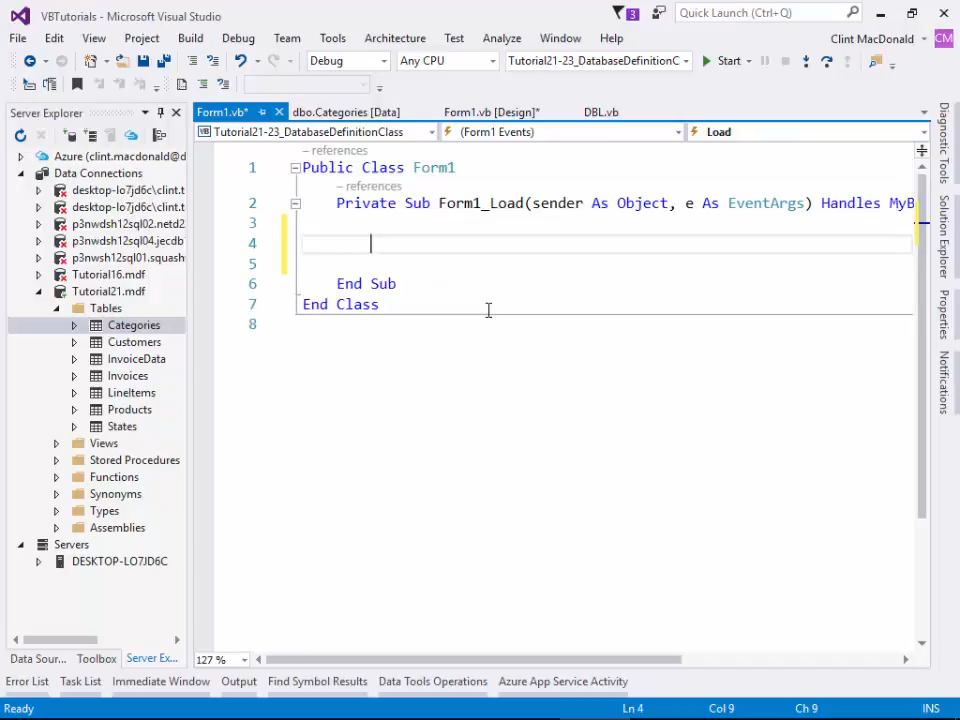 VBTutorials - Microsoft Visual Studio
3
Quick Launch (Ctrl+Q)
File Edit View Project Build Debug Team Tools Architecture Test Analyze Window Help
Clint MacDonald CM
Debug Any CPU Tutorial21-23_DatabaseDefinitionC Start
Server Explorer
Form1.vb* dbo.Categories [Data] Form1.vb [Design]* DBL.vb
Tutorial21-23_DatabaseDefinitionClass (Form1 Events) Load
Azure (clint.macdonald@d
Data Connections
desktop-lo7jd6c\clint.t
desktop-lo7jd6c\clint.t
p3nwdsh12sql02.netd2
p3nwdsh12sql04.jecdb
p3nwdsh12sql01.squash
Tutorial16.mdf
Tutorial21.mdf
Tables
Categories
Customers
InvoiceData
Invoices
LineItems
Products
States
Views
Stored Procedures
Functions
Synonyms
Types
Assemblies
Servers
DESKTOP-LO7JD6C
Data Sour... Toolbox Server Ex...
– references
1 Public Class Form1
– references
2 Private Sub Form1_Load(sender As Object, e As EventArgs) Handles MyB
3
4
5
6 End Sub
7 End Class
8
127 %
Diagnostic Tools
Solution Explorer
Properties
Notifications
Error List Task List Immediate Window Output Find Symbol Results Data Tools Operations Azure App Service Activity
Ready Ln 4 Col 9 Ch 9 INS